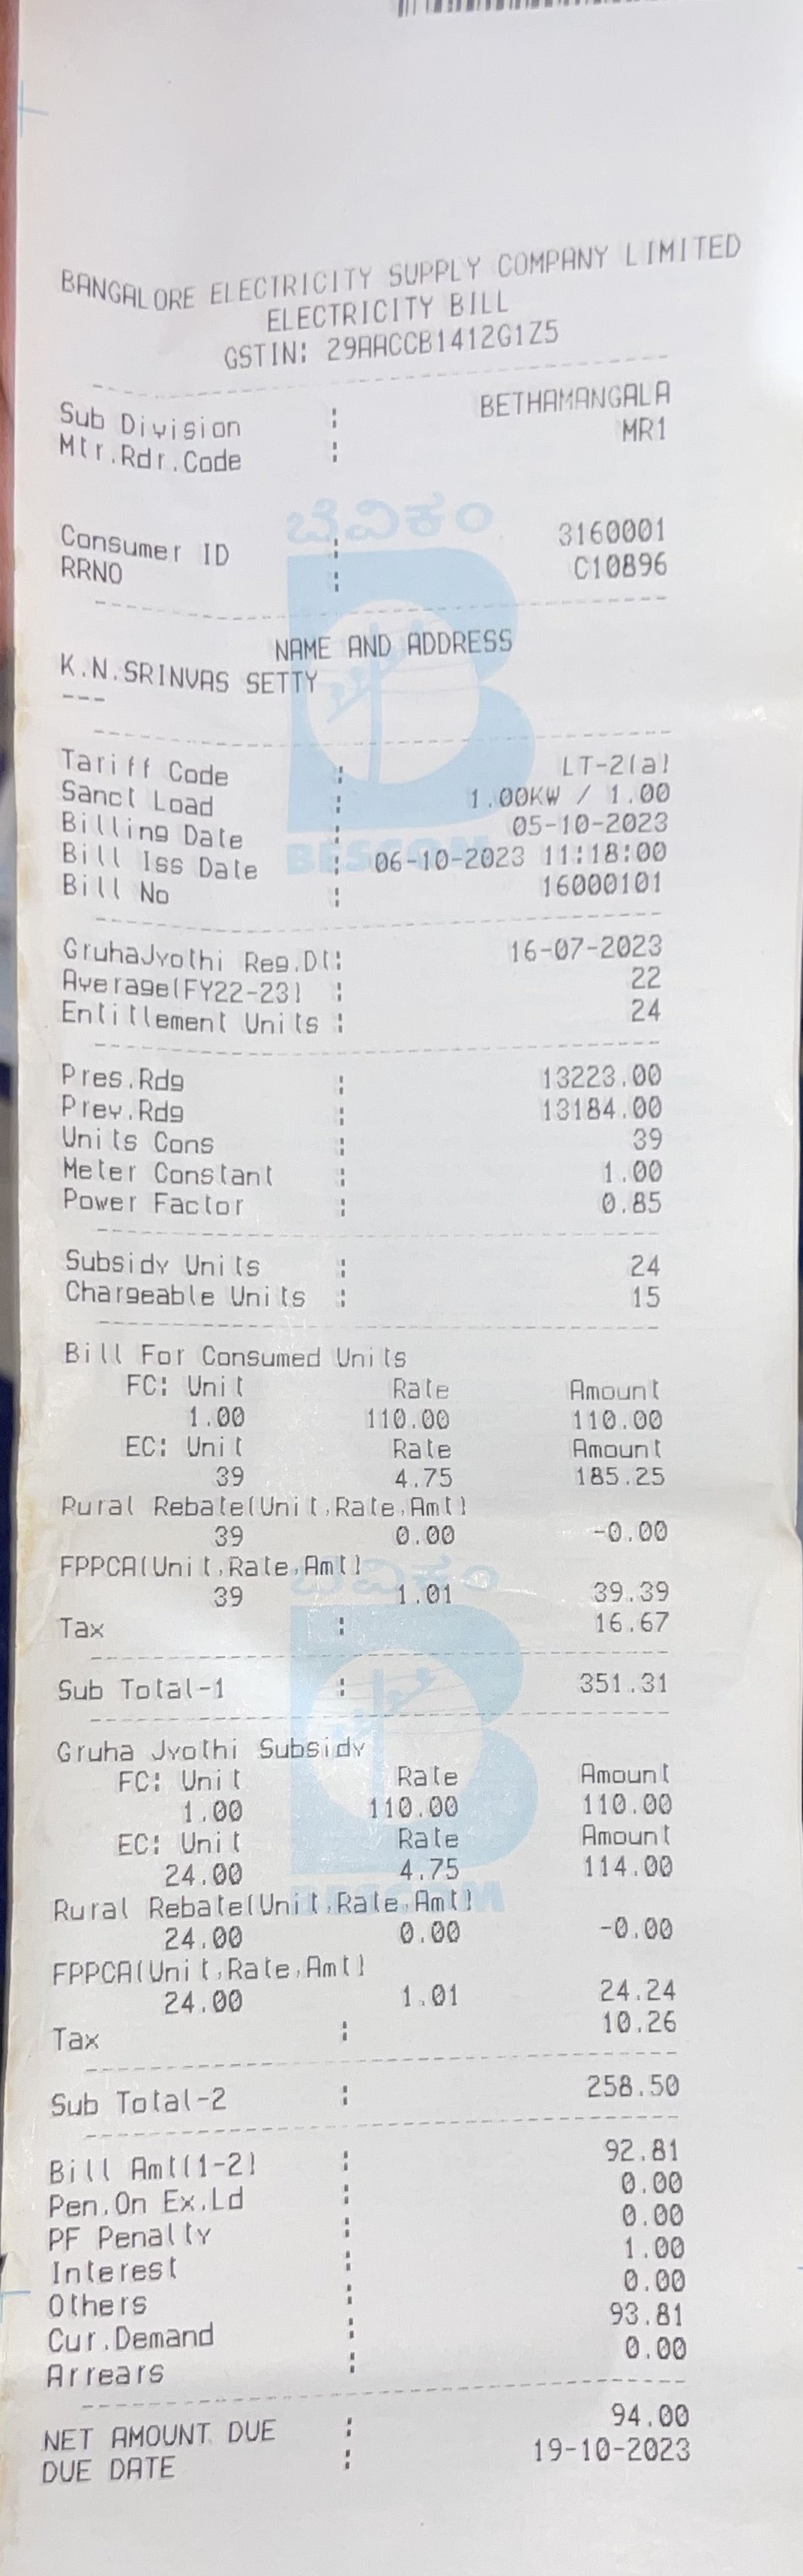 BANGALORE ELECTRICITY SUPPLY COMPANY LIMITED
ELECTRICITY BILL
GSTIN: 29AACCB1412G1Z5
Sub Division : BETHAMANGALA
Mtr.Rdr.Code : MR1
ಬೆವಿಕಂ
Consumer ID : 3160001
RRNO : C10896
NAME AND ADDRESS
K.N.SRINVAS SETTY
---
Tariff Code : LT-2(a)
Sanct Load : 1.00KW / 1.00
Billing Date : 05-10-2023
BESCOM
Bill Iss Date : 06-10-2023 11:18:00
Bill No : 16000101
GruhaJyothi Reg.Dt: 16-07-2023
Average(FY22-23) : 22
Entitlement Units : 24
Pres.Rdg : 13223.00
Prev.Rdg : 13184.00
Units Cons : 39
Meter Constant : 1.00
Power Factor : 0.85
Subsidy Units : 24
Chargeable Units : 15
Bill For Consumed Units
FC: Unit Rate Amount
1.00 110.00 110.00
EC: Unit Rate Amount
39 4.75 185.25
Rural Rebate(Unit,Rate,Amt)
39 0.00 -0.00
FPPCA(Unit,Rate,Amt)
ಬೆವಿಕಂ
39 1.01 39.39
Tax : 16.67
Sub Total-1 : 351.31
Gruha Jyothi Subsidy
FC: Unit Rate Amount
1.00 110.00 110.00
EC: Unit Rate Amount
24.00 4.75 114.00
BESCOM
Rural Rebate(Unit,Rate,Amt)
24.00 0.00 -0.00
FPPCA(Unit,Rate,Amt)
24.00 1.01 24.24
Tax : 10.26
Sub Total-2 : 258.50
Bill Amt(1-2) : 92.81
Pen.On Ex.Ld : 0.00
PF Penalty : 0.00
Interest : 1.00
Others : 0.00
Cur.Demand : 93.81
Arrears : 0.00
NET AMOUNT DUE : 94.00
DUE DATE : 19-10-2023